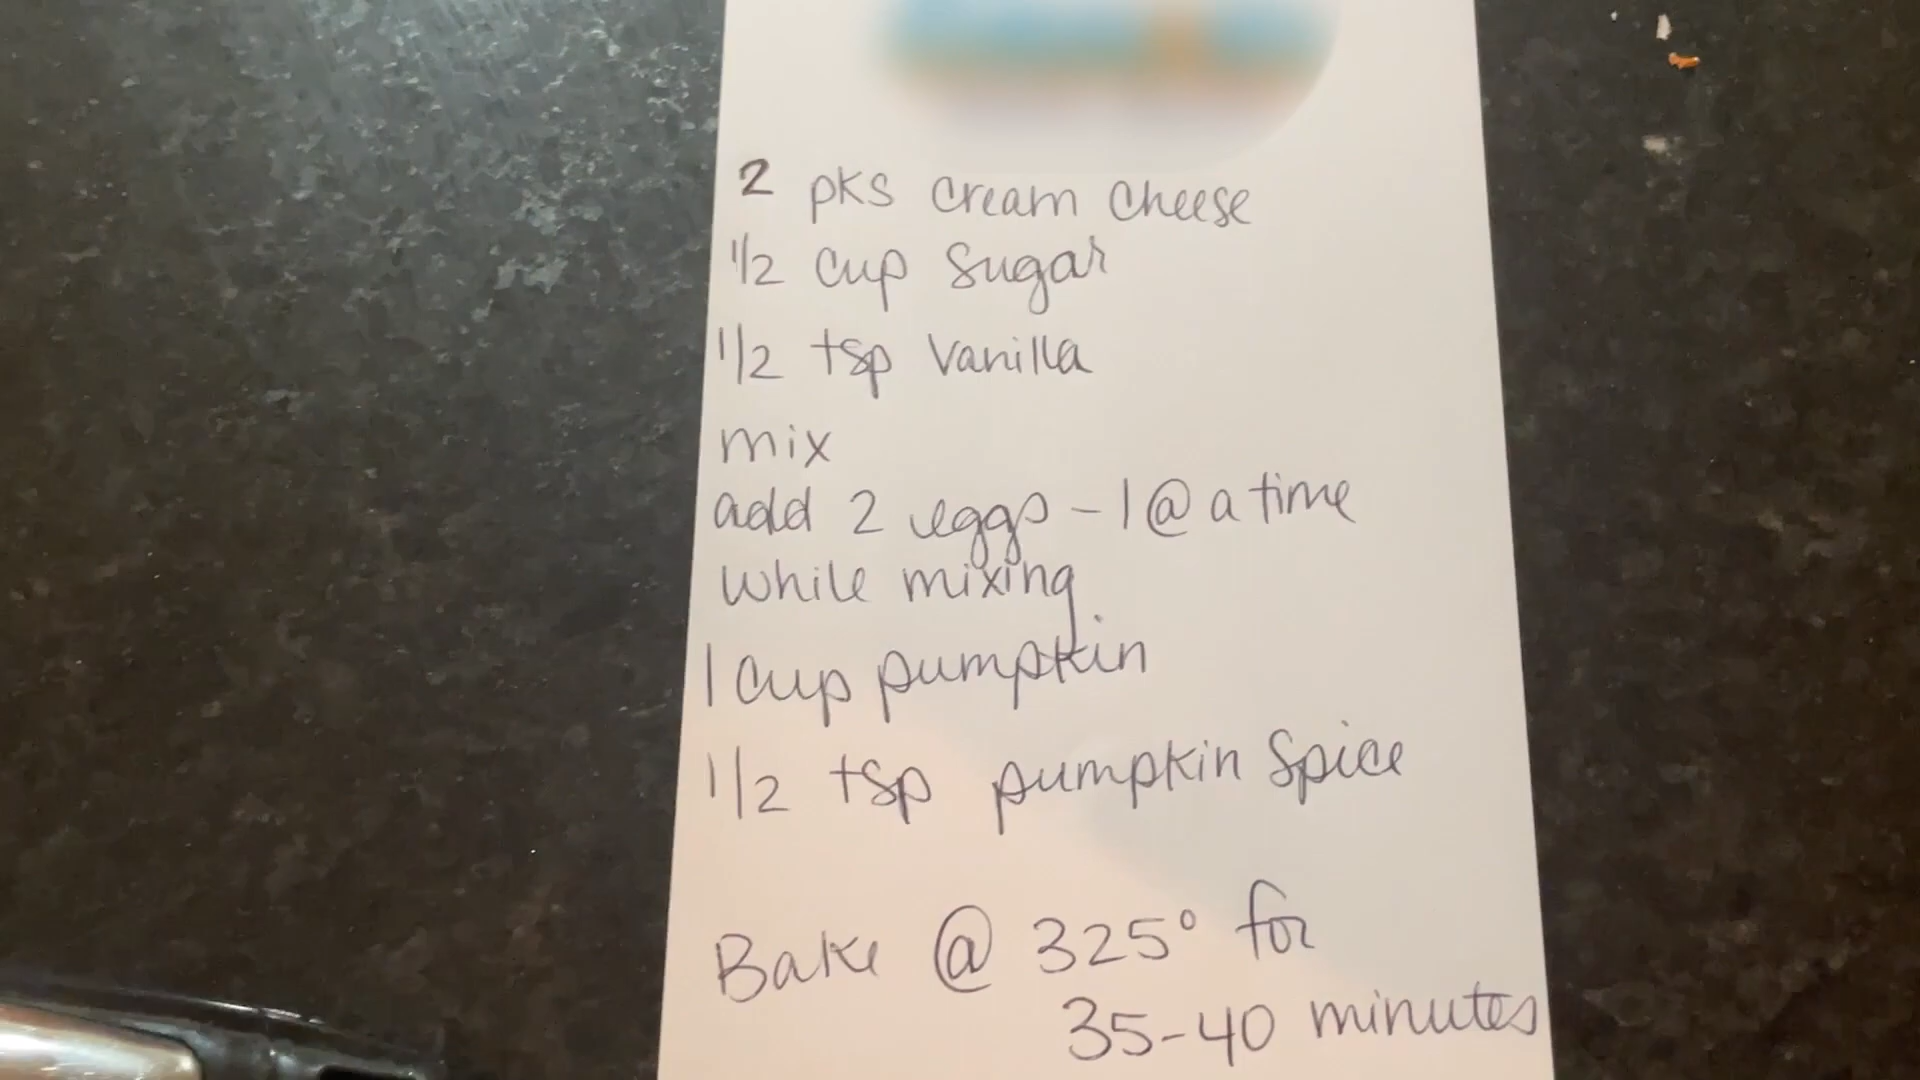 2 pks cream cheese
1/2 cup sugar
1/2 tsp vanilla
mix
add 2 eggs - 1 @ a time
while mixing
1 cup pumpkin
1/2 tsp pumpkin spice
Bake @ 325° for
35-40 minutes